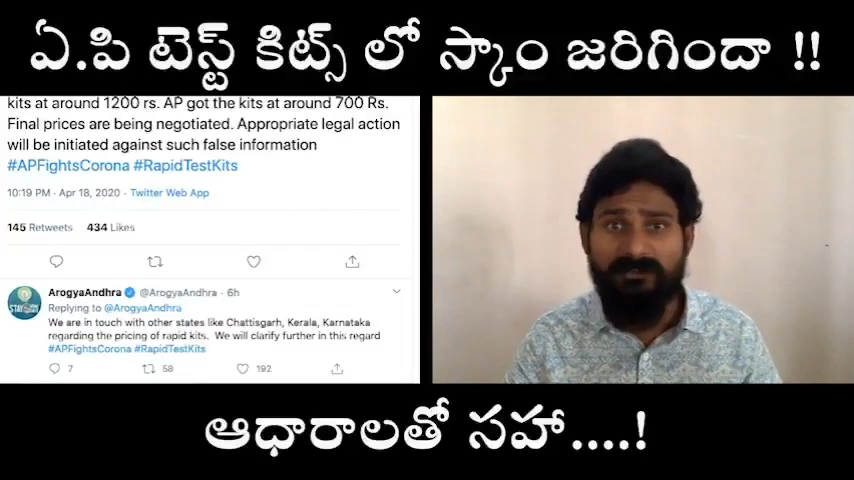 ఏ.పి టెస్ట్ కిట్స్ లో స్కాం జరిగిందా !!
kits at around 1200 rs. AP got the kits at around 700 Rs.
Final prices are being negotiated. Appropriate legal action
will be initiated against such false information
#APFightsCorona #RapidTestKits
10:19 PM · Apr 18, 2020 · Twitter Web App
145 Retweets 434 Likes
ArogyaAndhra @ArogyaAndhra · 6h
Replying to @ArogyaAndhra
We are in touch with other states like Chattisgarh, Kerala, Karnataka
regarding the pricing of rapid kits. We will clarify further in this regard
#APFightsCorona #RapidTestKits
7 58 192
ఆధారాలతో సహా....!